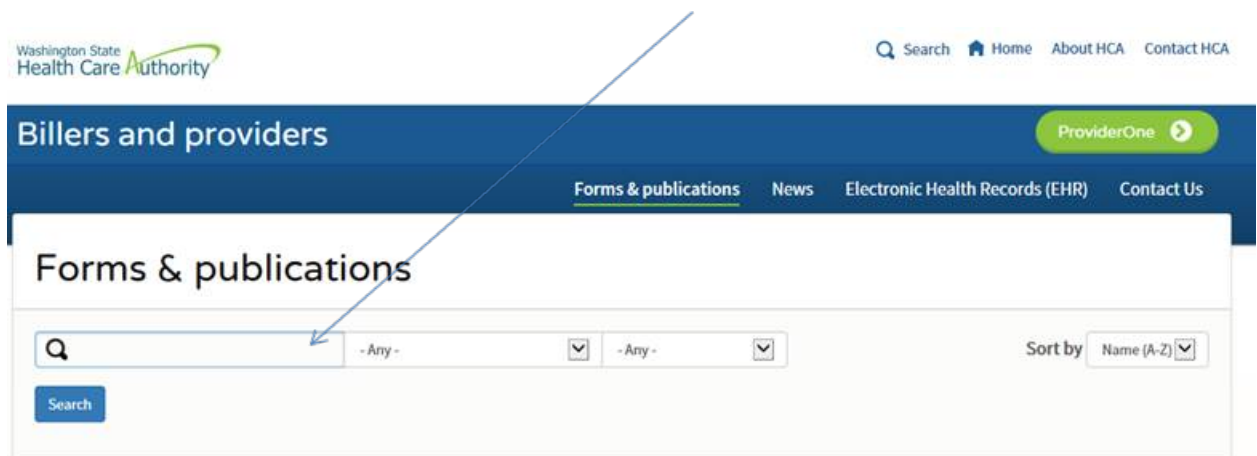 Washington State
Health Care Authority
Search Home About HCA Contact HCA
Billers and providers
ProviderOne
Forms & publications News Electronic Health Records (EHR) Contact Us
Forms & publications
- Any - - Any - Sort by Name (A-Z)
Search